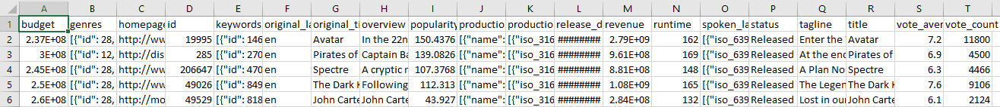 A B C D E F G H I J K L M N O P Q R S T
1 budget genres homepage id keywords original_la original_ti overview popularity productio productio release_d revenue runtime spoken_la status tagline title vote_aver vote_count
2 2.37E+08 [{"id": 28, http://ww 19995 [{"id": 146 en Avatar In the 22n 150.4376 [{"name": [{"iso_316 ######## 2.79E+09 162 [{"iso_639 Released Enter the Avatar 7.2 11800
3 3E+08 [{"id": 12, http://dis 285 [{"id": 270 en Pirates of Captain Ba 139.0826 [{"name": [{"iso_316 ######## 9.61E+08 169 [{"iso_639 Released At the end Pirates of 6.9 4500
4 2.45E+08 [{"id": 28, http://ww 206647 [{"id": 470 en Spectre A cryptic n 107.3768 [{"name": [{"iso_316 ######## 8.81E+08 148 [{"iso_639 Released A Plan No Spectre 6.3 4466
5 2.5E+08 [{"id": 28, http://ww 49026 [{"id": 849 en The Dark K Following 112.313 [{"name": [{"iso_316 ######## 1.08E+09 165 [{"iso_639 Released The Legen The Dark K 7.6 9106
6 2.6E+08 [{"id": 28, http://mo 49529 [{"id": 818 en John Carte John Carte 43.927 [{"name": [{"iso_316 ######## 2.84E+08 132 [{"iso_639 Released Lost in ou John Carte 6.1 2124